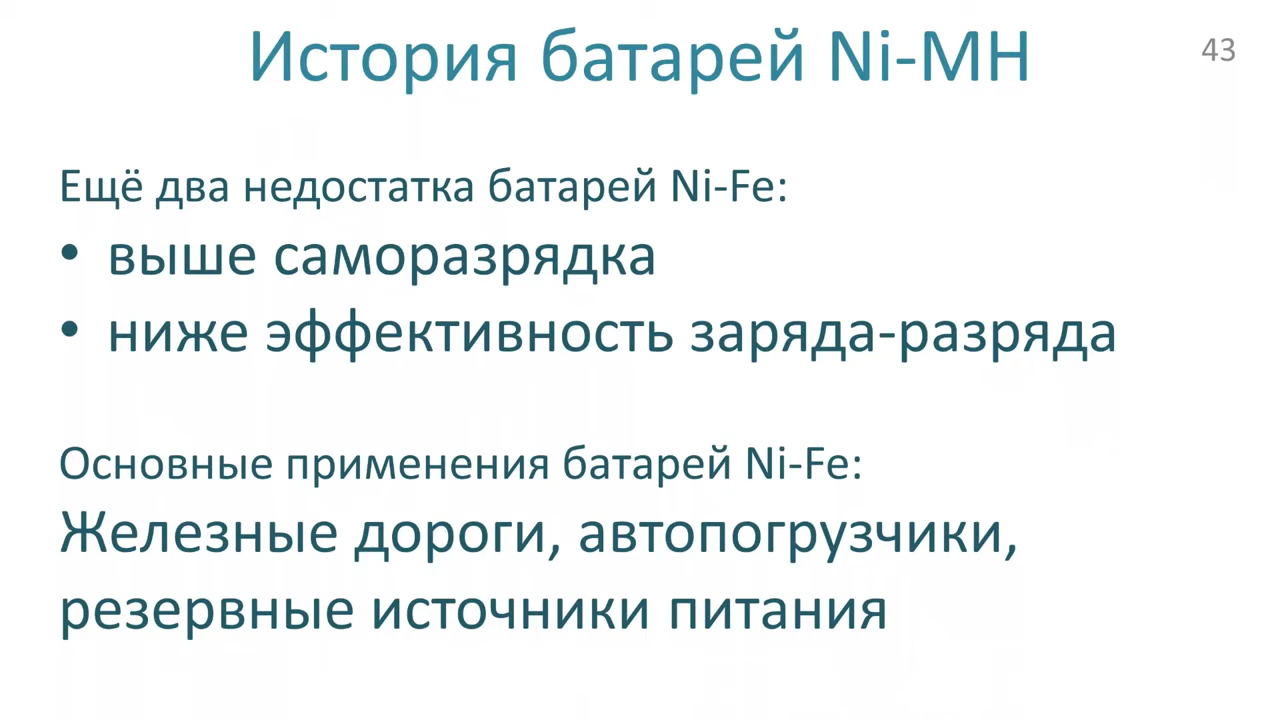 История батарей Ni-MH
43
Ещё два недостатка батарей Ni-Fe:
• выше саморазрядка
• ниже эффективность заряда-разряда
Основные применения батарей Ni-Fe:
Железные дороги, автопогрузчики,
резервные источники питания